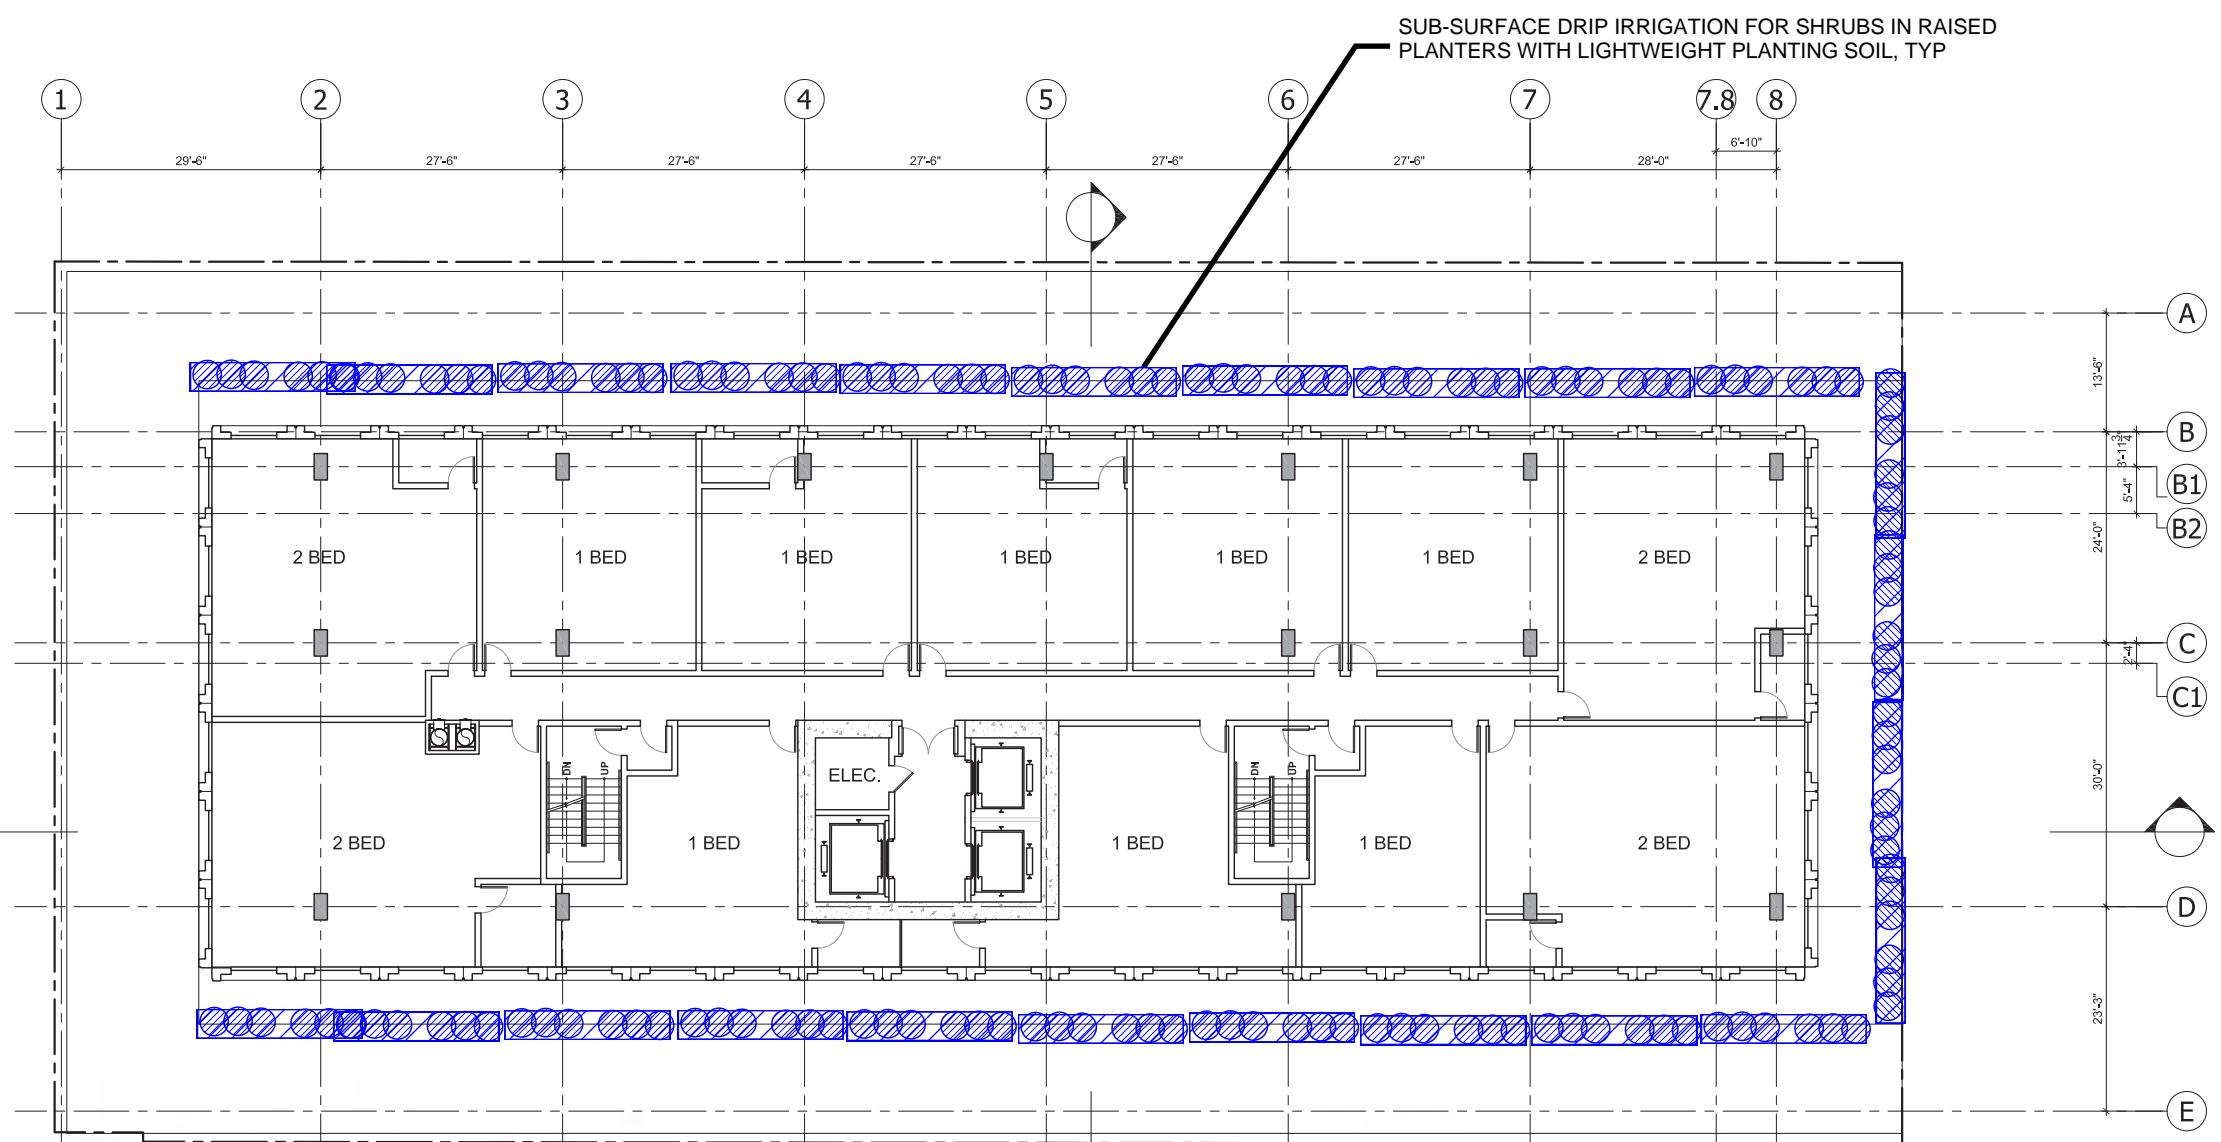 SUB-SURFACE DRIP IRRIGATION FOR SHRUBS IN RAISED
PLANTERS WITH LIGHTWEIGHT PLANTING SOIL, TYP
1 2 3 4 5 6 7 7.8 8
6'-10"
29'-6" 27'-6" 27'-6" 27'-6" 27'-6" 27'-6" 28'-0"
A
13'-6"
B
3'-11 3/4"
B1
5'-4"
B2
24'-0"
2 BED 1 BED 1 BED 1 BED 1 BED 1 BED 2 BED
C
2'-4"
C1
DN UP ELEC. DN UP
30'-0"
2 BED 1 BED 1 BED 1 BED 2 BED
D
23'-3"
E